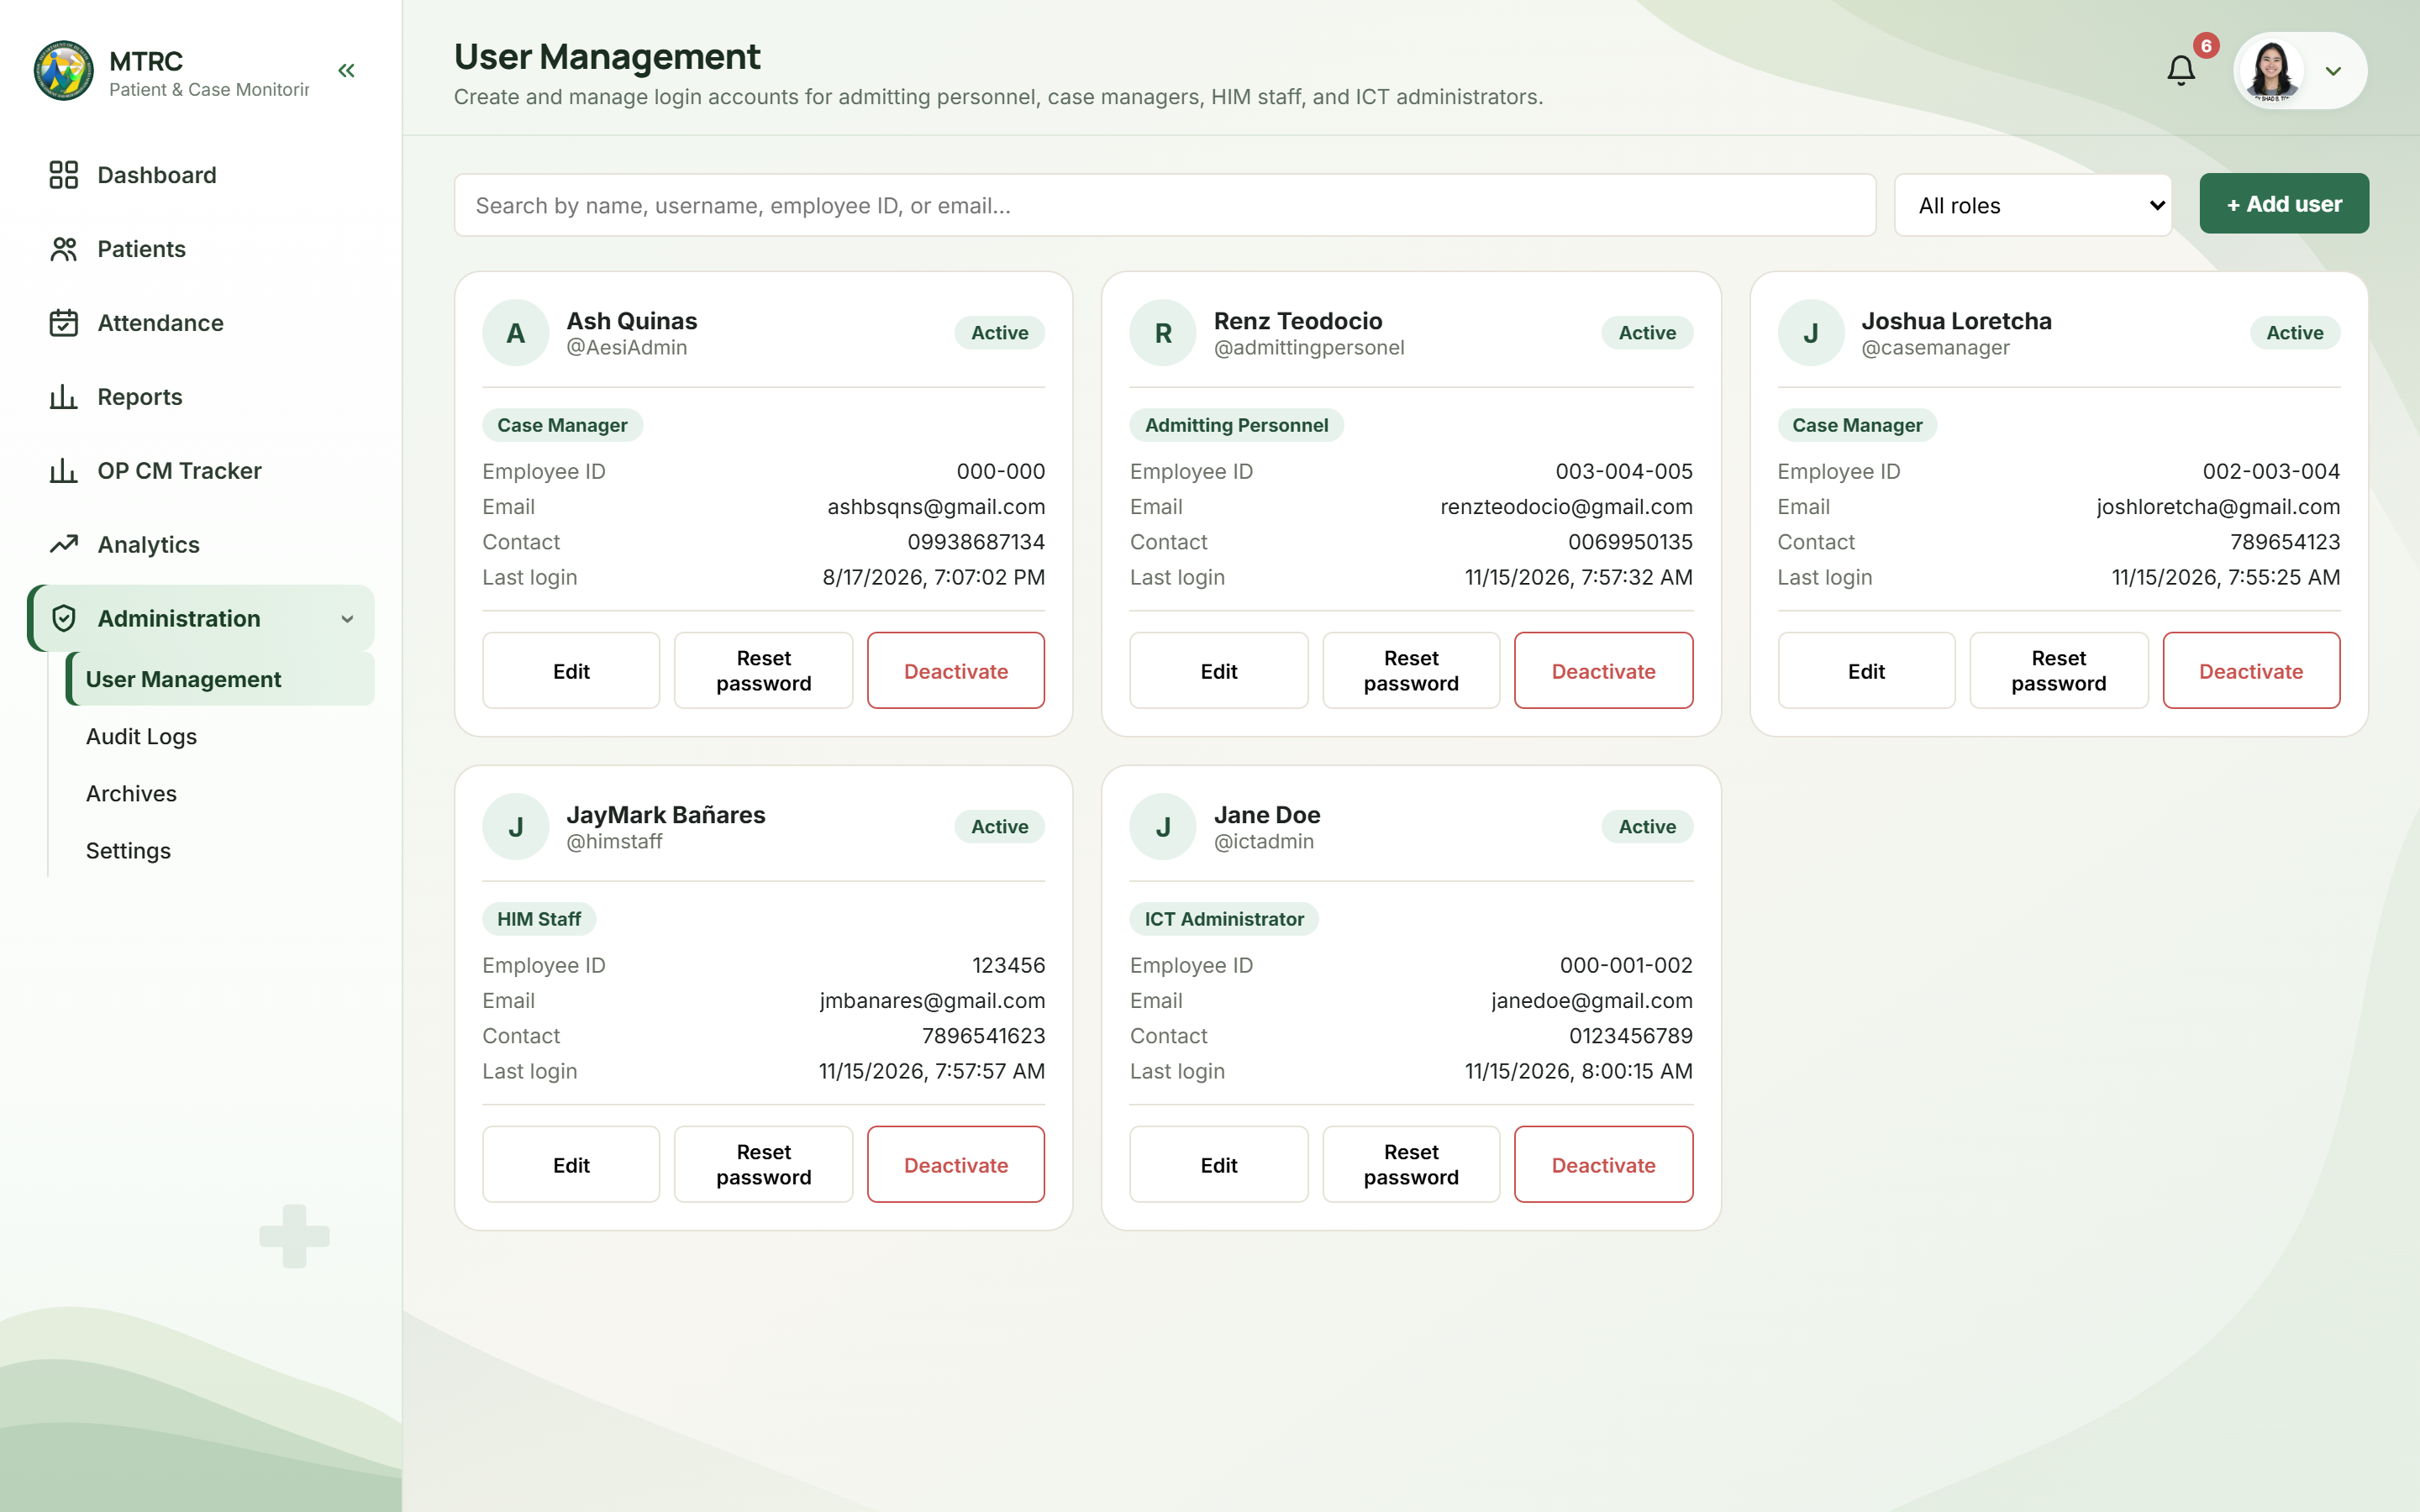 MTRC
Patient & Case Monitorin
Dashboard
Patients
Attendance
Reports
OP CM Tracker
Analytics
Administration
User Management
Audit Logs
Archives
Settings
User Management
Create and manage login accounts for admitting personnel, case managers, HIM staff, and ICT administrators.
6
Search by name, username, employee ID, or email...
All roles
+ Add user
A
Ash Quinas
@AesiAdmin
Active
Case Manager
Employee ID 000-000
Email ashbsqns@gmail.com
Contact 09938687134
Last login 8/17/2026, 7:07:02 PM
Edit
Reset
password
Deactivate
R
Renz Teodocio
@admittingpersonel
Active
Admitting Personnel
Employee ID 003-004-005
Email renzteodocio@gmail.com
Contact 0069950135
Last login 11/15/2026, 7:57:32 AM
Edit
Reset
password
Deactivate
J
Joshua Loretcha
@casemanager
Active
Case Manager
Employee ID 002-003-004
Email joshloretcha@gmail.com
Contact 789654123
Last login 11/15/2026, 7:55:25 AM
Edit
Reset
password
Deactivate
J
JayMark Bañares
@himstaff
Active
HIM Staff
Employee ID 123456
Email jmbanares@gmail.com
Contact 7896541623
Last login 11/15/2026, 7:57:57 AM
Edit
Reset
password
Deactivate
J
Jane Doe
@ictadmin
Active
ICT Administrator
Employee ID 000-001-002
Email janedoe@gmail.com
Contact 0123456789
Last login 11/15/2026, 8:00:15 AM
Edit
Reset
password
Deactivate